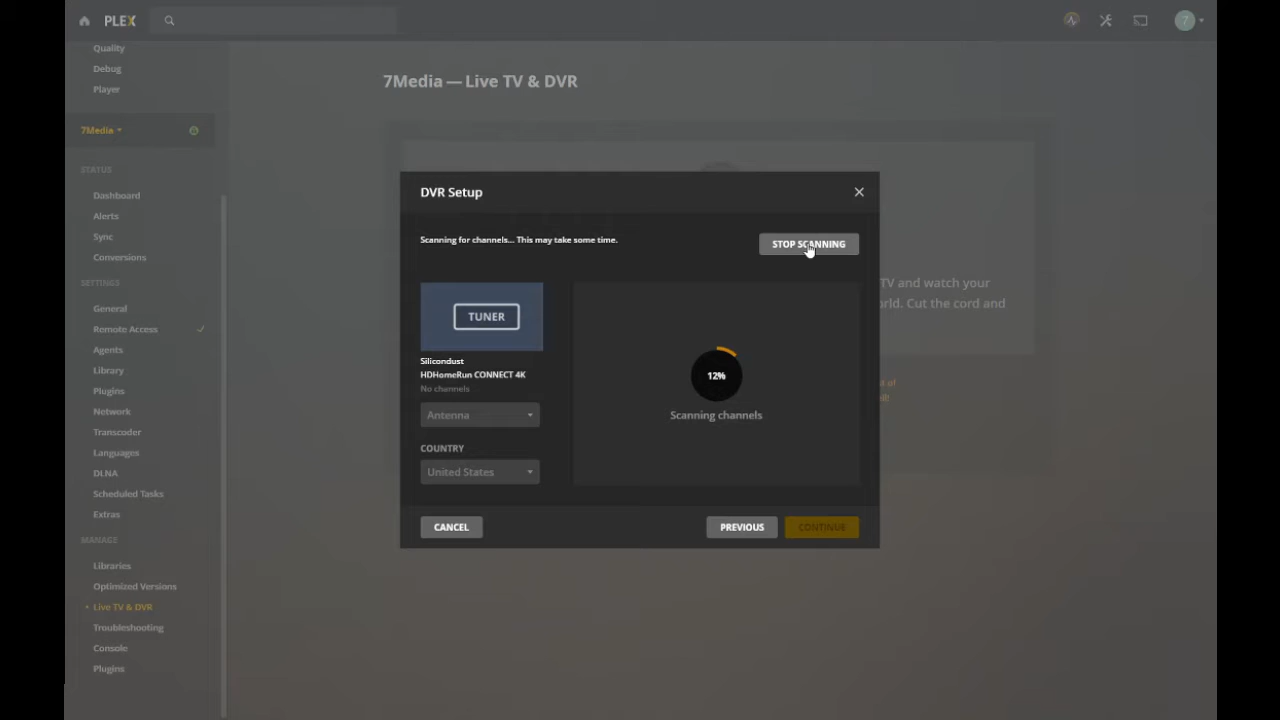 PLEX
7
Quality
Debug
Player
7Media
STATUS
Dashboard
Alerts
Sync
Conversions
SETTINGS
General
Remote Access
Agents
Library
Plugins
Network
Transcoder
Languages
DLNA
Scheduled Tasks
Extras
MANAGE
Libraries
Optimized Versions
Live TV & DVR
Troubleshooting
Console
Plugins
7Media — Live TV & DVR
TV and watch your
Cut the cord and
DVR Setup
Scanning for channels... This may take some time.
STOP SCANNING
TUNER
Silicondust
HDHomeRun CONNECT 4K
No channels
Antenna
COUNTRY
United States
12%
Scanning channels
CANCEL
PREVIOUS
CONTINUE